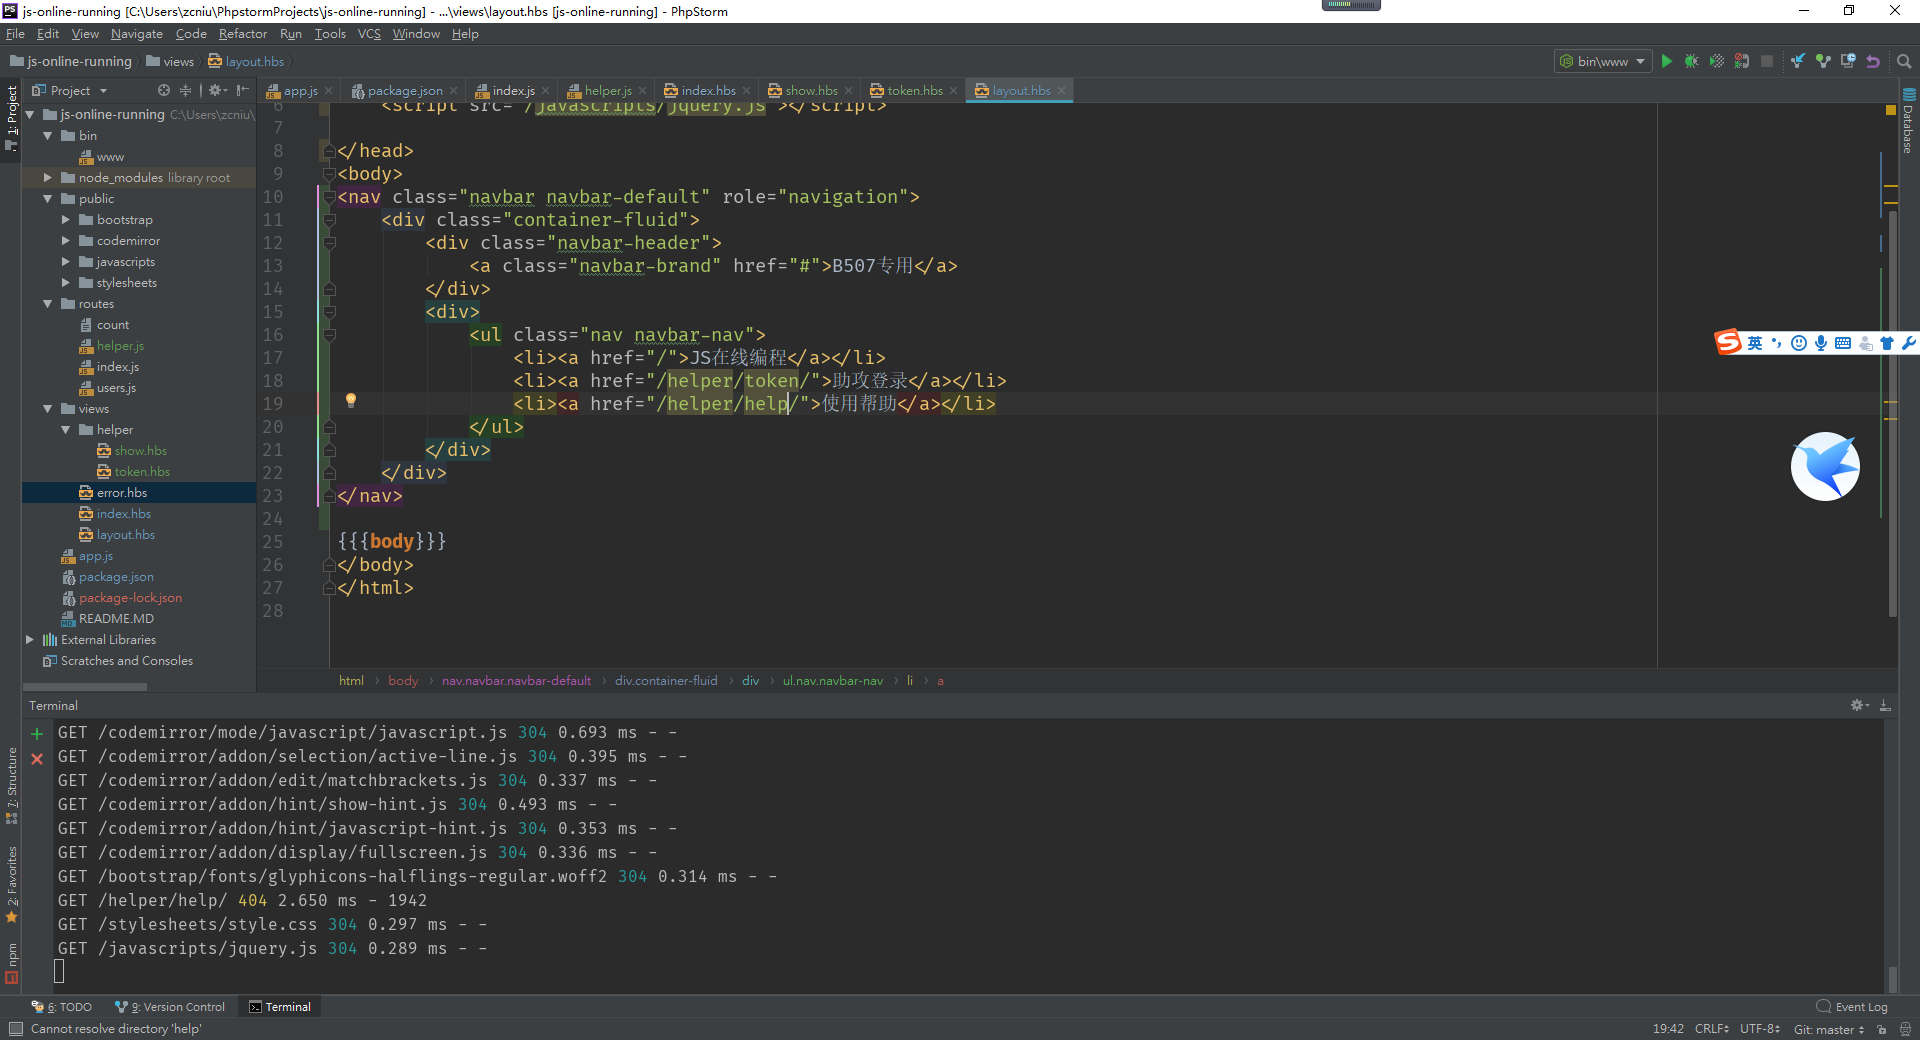 js-online-running [C:\Users\zcniu\PhpstormProjects\js-online-running] - ...\views\layout.hbs [js-online-running] - PhpStorm
File Edit View Navigate Code Refactor Run Tools VCS Window Help
js-online-running views layout.hbs
bin\www
Project
app.js package.json index.js helper.js index.hbs show.hbs token.hbs layout.hbs
js-online-running C:\Users\zcniu\
bin
www
node_modules library root
public
bootstrap
codemirror
javascripts
stylesheets
routes
count
helper.js
index.js
users.js
views
helper
show.hbs
token.hbs
error.hbs
index.hbs
layout.hbs
app.js
package.json
package-lock.json
README.MD
External Libraries
Scratches and Consoles
6 <script src="/javascripts/jquery.js"></script>
7
8 </head>
9 <body>
10 <nav class="navbar navbar-default" role="navigation">
11 <div class="container-fluid">
12 <div class="navbar-header">
13 <a class="navbar-brand" href="#">B507专用</a>
14 </div>
15 <div>
16 <ul class="nav navbar-nav">
17 <li><a href="/">JS在线编程</a></li>
18 <li><a href="/helper/token/">助攻登录</a></li>
19 <li><a href="/helper/help/">使用帮助</a></li>
20 </ul>
21 </div>
22 </div>
23 </nav>
24
25 {{{body}}}
26 </body>
27 </html>
28
html body nav.navbar.navbar-default div.container-fluid div ul.nav.navbar-nav li a
1: Project
7: Structure
2: Favorites
npm
Database
英
Terminal
GET /codemirror/mode/javascript/javascript.js 304 0.693 ms - -
GET /codemirror/addon/selection/active-line.js 304 0.395 ms - -
GET /codemirror/addon/edit/matchbrackets.js 304 0.337 ms - -
GET /codemirror/addon/hint/show-hint.js 304 0.493 ms - -
GET /codemirror/addon/hint/javascript-hint.js 304 0.353 ms - -
GET /codemirror/addon/display/fullscreen.js 304 0.336 ms - -
GET /bootstrap/fonts/glyphicons-halflings-regular.woff2 304 0.314 ms - -
GET /helper/help/ 404 2.650 ms - 1942
GET /stylesheets/style.css 304 0.297 ms - -
GET /javascripts/jquery.js 304 0.289 ms - -
6: TODO 9: Version Control Terminal Event Log
Cannot resolve directory 'help' 19:42 CRLF UTF-8 Git: master